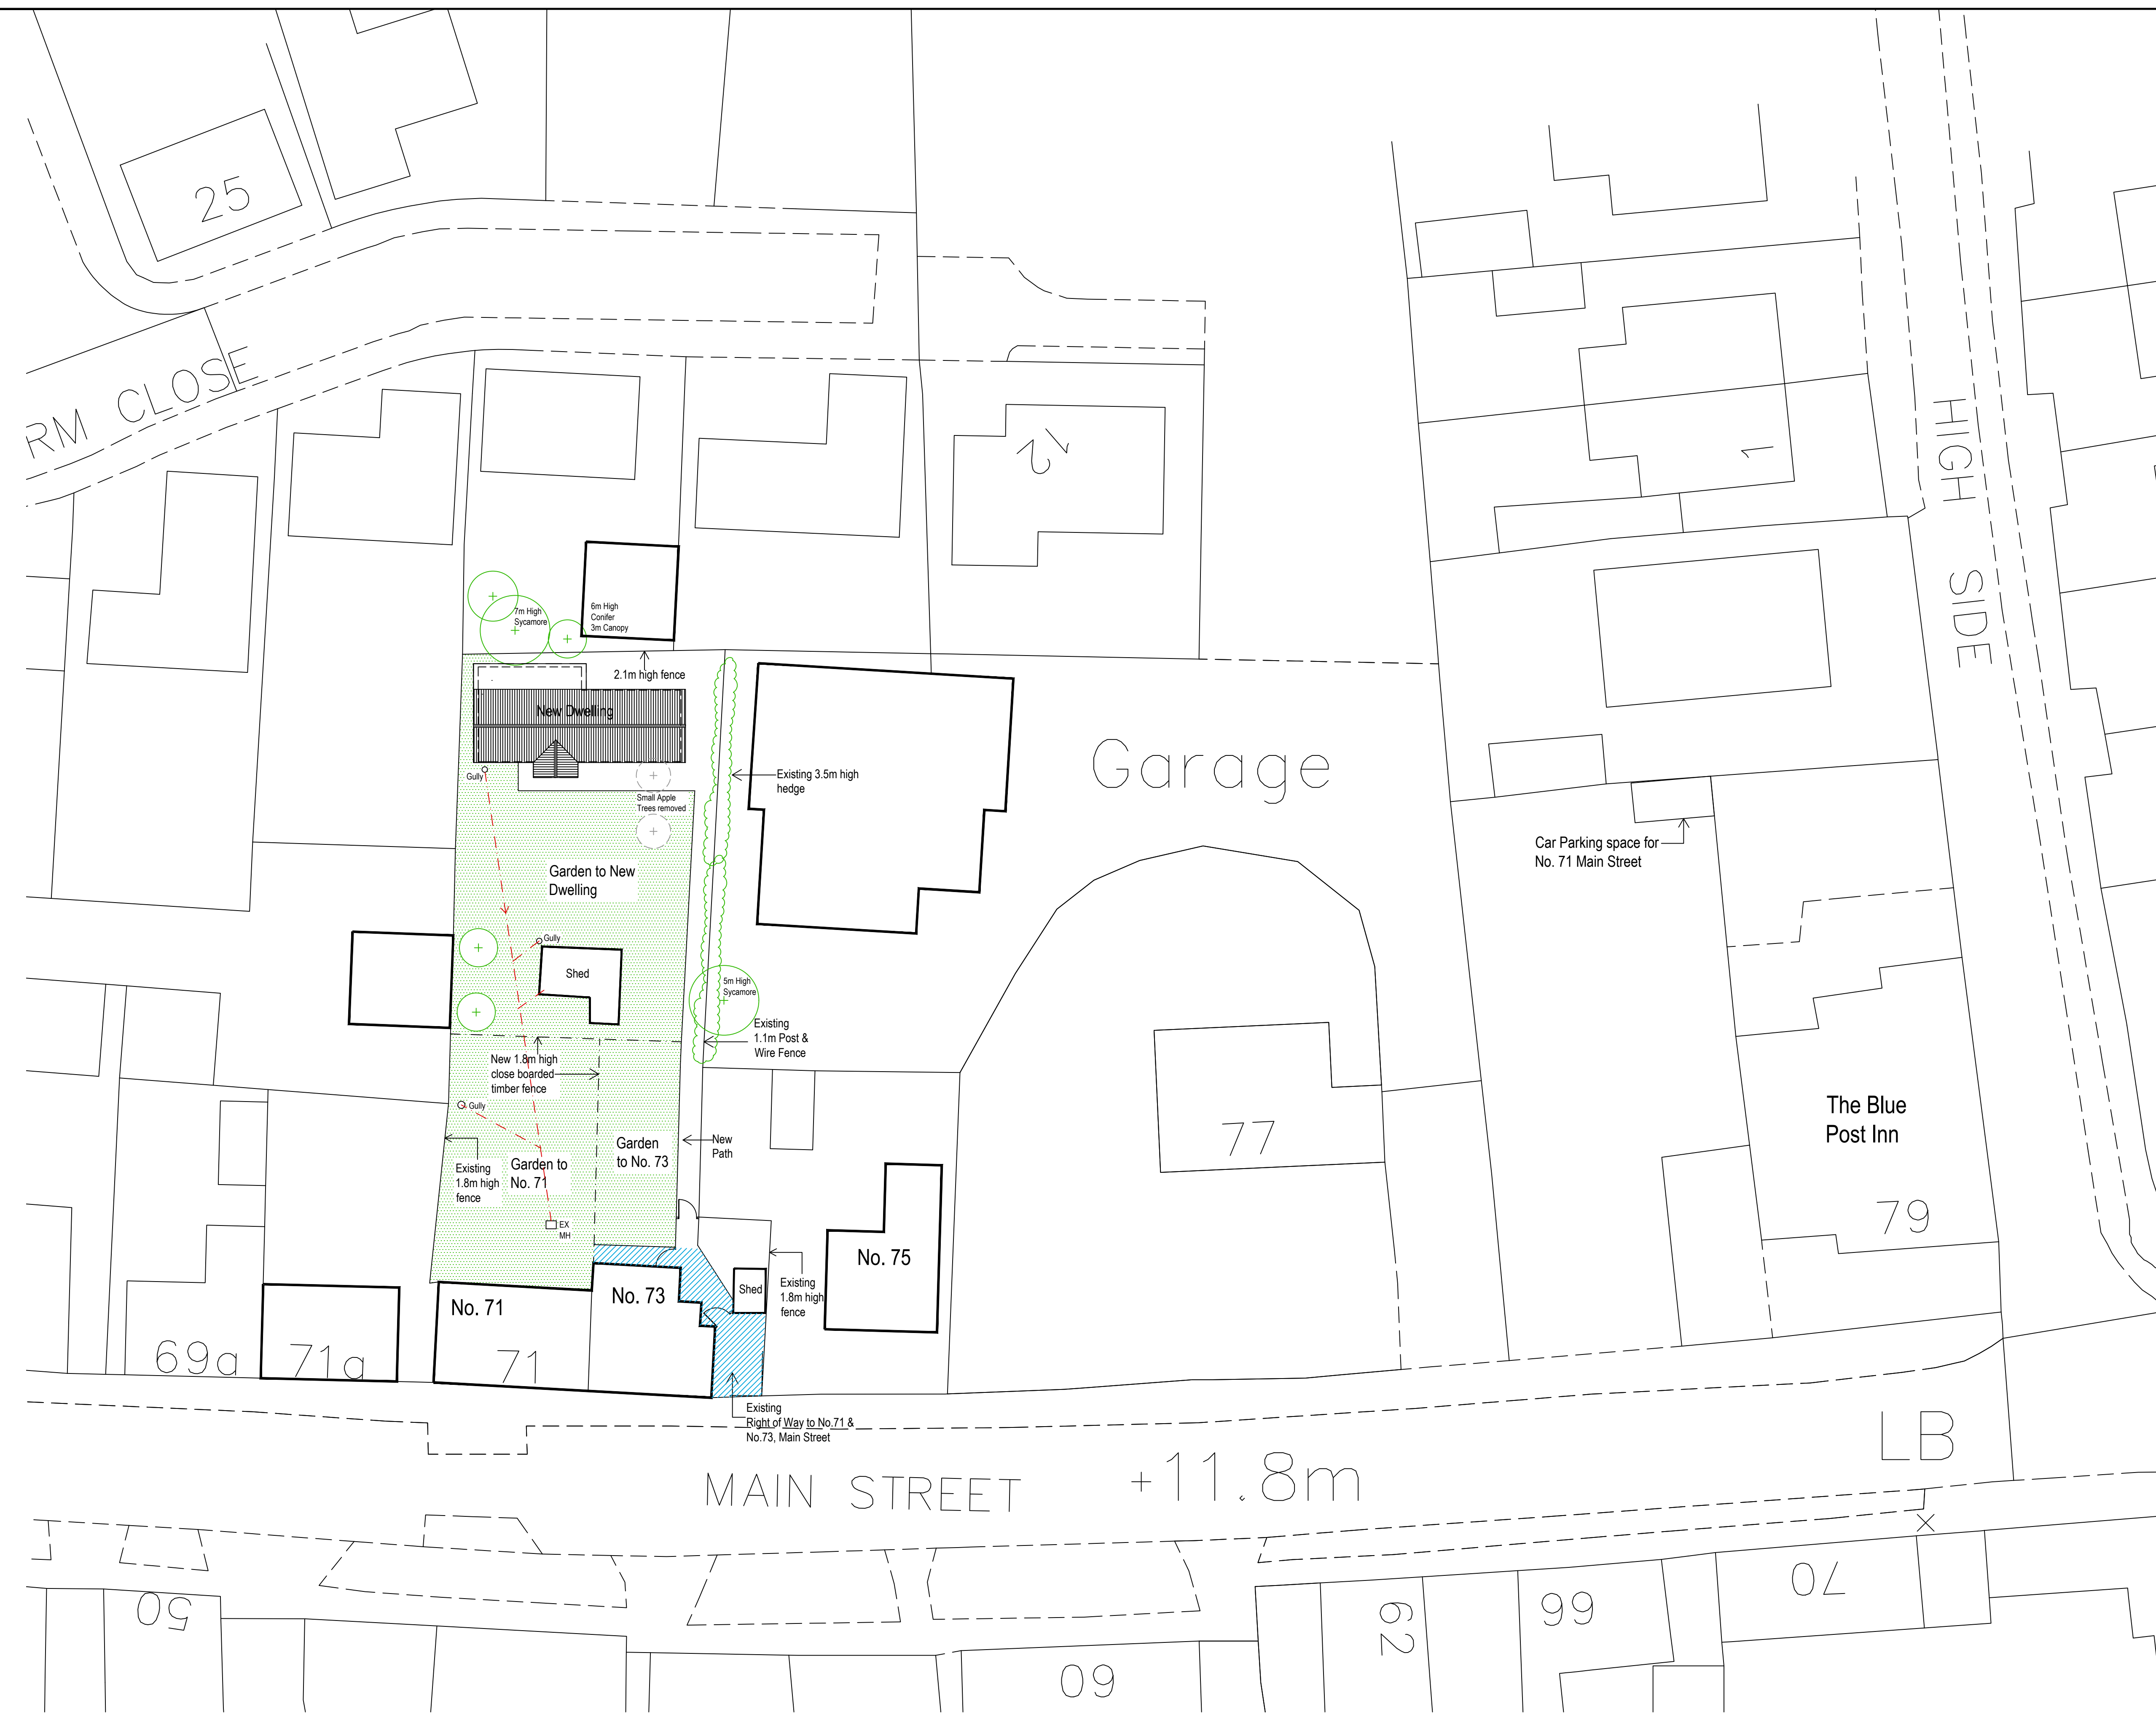 25
RM CLOSE
12
1
HIGH SIDE
7m High
Sycamore
6m High
Conifer
3m Canopy
2.1m high fence
New Dwelling
Gully
Existing 3.5m high
hedge
Small Apple
Trees removed
Garage
Car Parking space for
No. 71 Main Street
Garden to New
Dwelling
Gully
Shed
5m High
Sycamore
Existing
1.1m Post &
Wire Fence
New 1.8m high
close boarded
timber fence
Gully
The Blue
Post Inn
77
New
Path
Garden
to No. 73
Garden to
No. 71
Existing
1.8m high
fence
EX
MH
79
No. 75
Shed
Existing
1.8m high
fence
No. 71
No. 73
69a
71a
71
Existing
Right of Way to No.71 &
No.73, Main Street
LB
MAIN STREET
+11.8m
50
60
62
66
70